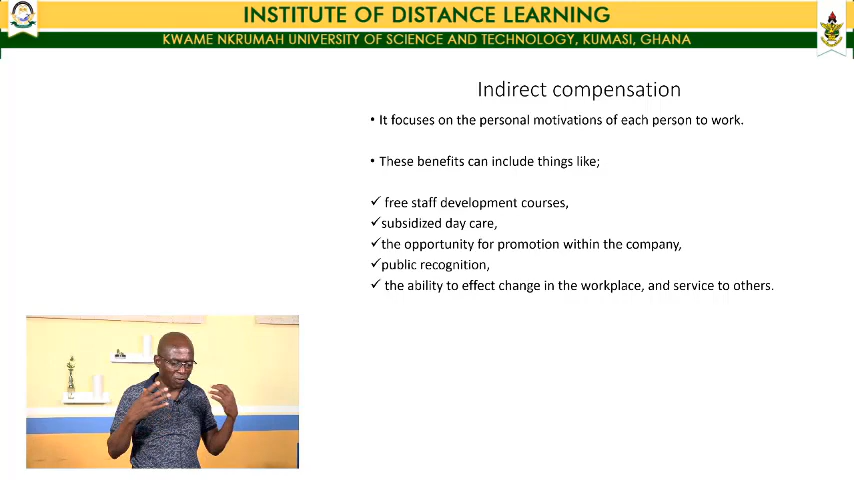 INSTITUTE OF DISTANCE LEARNING
KWAME NKRUMAH UNIVERSITY OF SCIENCE AND TECHNOLOGY, KUMASI, GHANA
Indirect compensation
• It focuses on the personal motivations of each person to work.
• These benefits can include things like;
✓ free staff development courses,
✓subsidized day care,
✓the opportunity for promotion within the company,
✓public recognition,
✓ the ability to effect change in the workplace, and service to others.